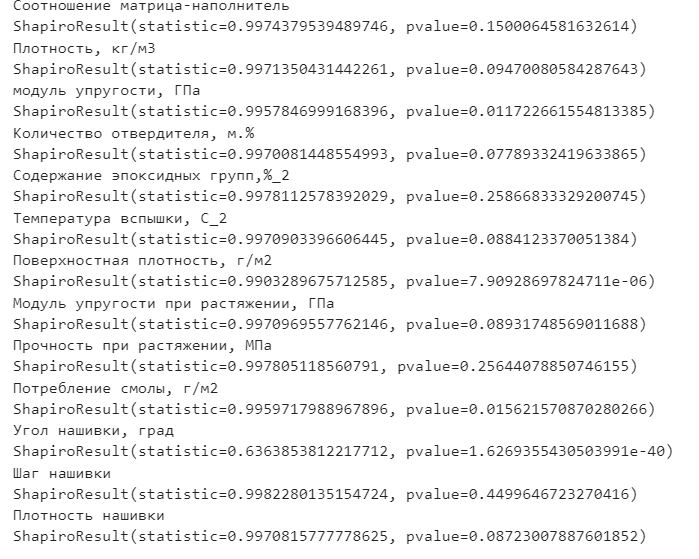 Соотношение матрица-наполнитель
ShapiroResult(statistic=0.9974379539489746, pvalue=0.1500064581632614)
Плотность, кг/м3
ShapiroResult(statistic=0.9971350431442261, pvalue=0.09470080584287643)
модуль упругости, ГПа
ShapiroResult(statistic=0.9957846999168396, pvalue=0.011722661554813385)
Количество отвердителя, м.%
ShapiroResult(statistic=0.9970081448554993, pvalue=0.07789332419633865)
Содержание эпоксидных групп,%_2
ShapiroResult(statistic=0.9978112578392029, pvalue=0.25866833329200745)
Температура вспышки, С_2
ShapiroResult(statistic=0.9970903396606445, pvalue=0.0884123370051384)
Поверхностная плотность, г/м2
ShapiroResult(statistic=0.9903289675712585, pvalue=7.90928697824711e-06)
Модуль упругости при растяжении, ГПа
ShapiroResult(statistic=0.9970969557762146, pvalue=0.08931748569011688)
Прочность при растяжении, МПа
ShapiroResult(statistic=0.997805118560791, pvalue=0.25644078850746155)
Потребление смолы, г/м2
ShapiroResult(statistic=0.9959717988967896, pvalue=0.015621570870280266)
Угол нашивки, град
ShapiroResult(statistic=0.6363853812217712, pvalue=1.6269355430503991e-40)
Шаг нашивки
ShapiroResult(statistic=0.9982280135154724, pvalue=0.4499646723270416)
Плотность нашивки
ShapiroResult(statistic=0.9970815777778625, pvalue=0.08723007887601852)